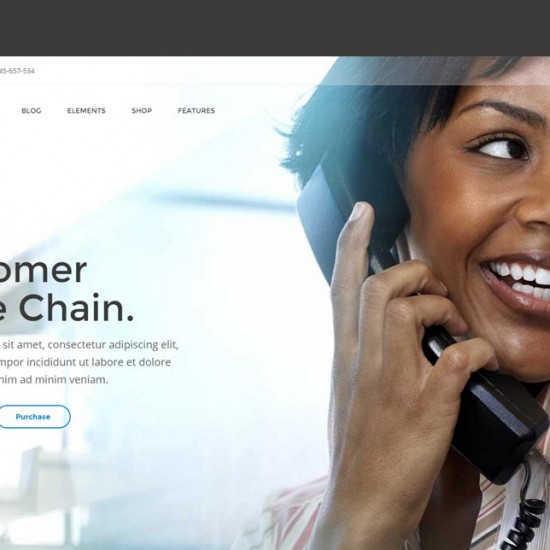 45-657-534
BLOG ELEMENTS SHOP FEATURES
omer
e Chain.
sit amet, consectetur adipiscing elit,
mpor incididunt ut labore et dolore
nim ad minim veniam.
Purchase